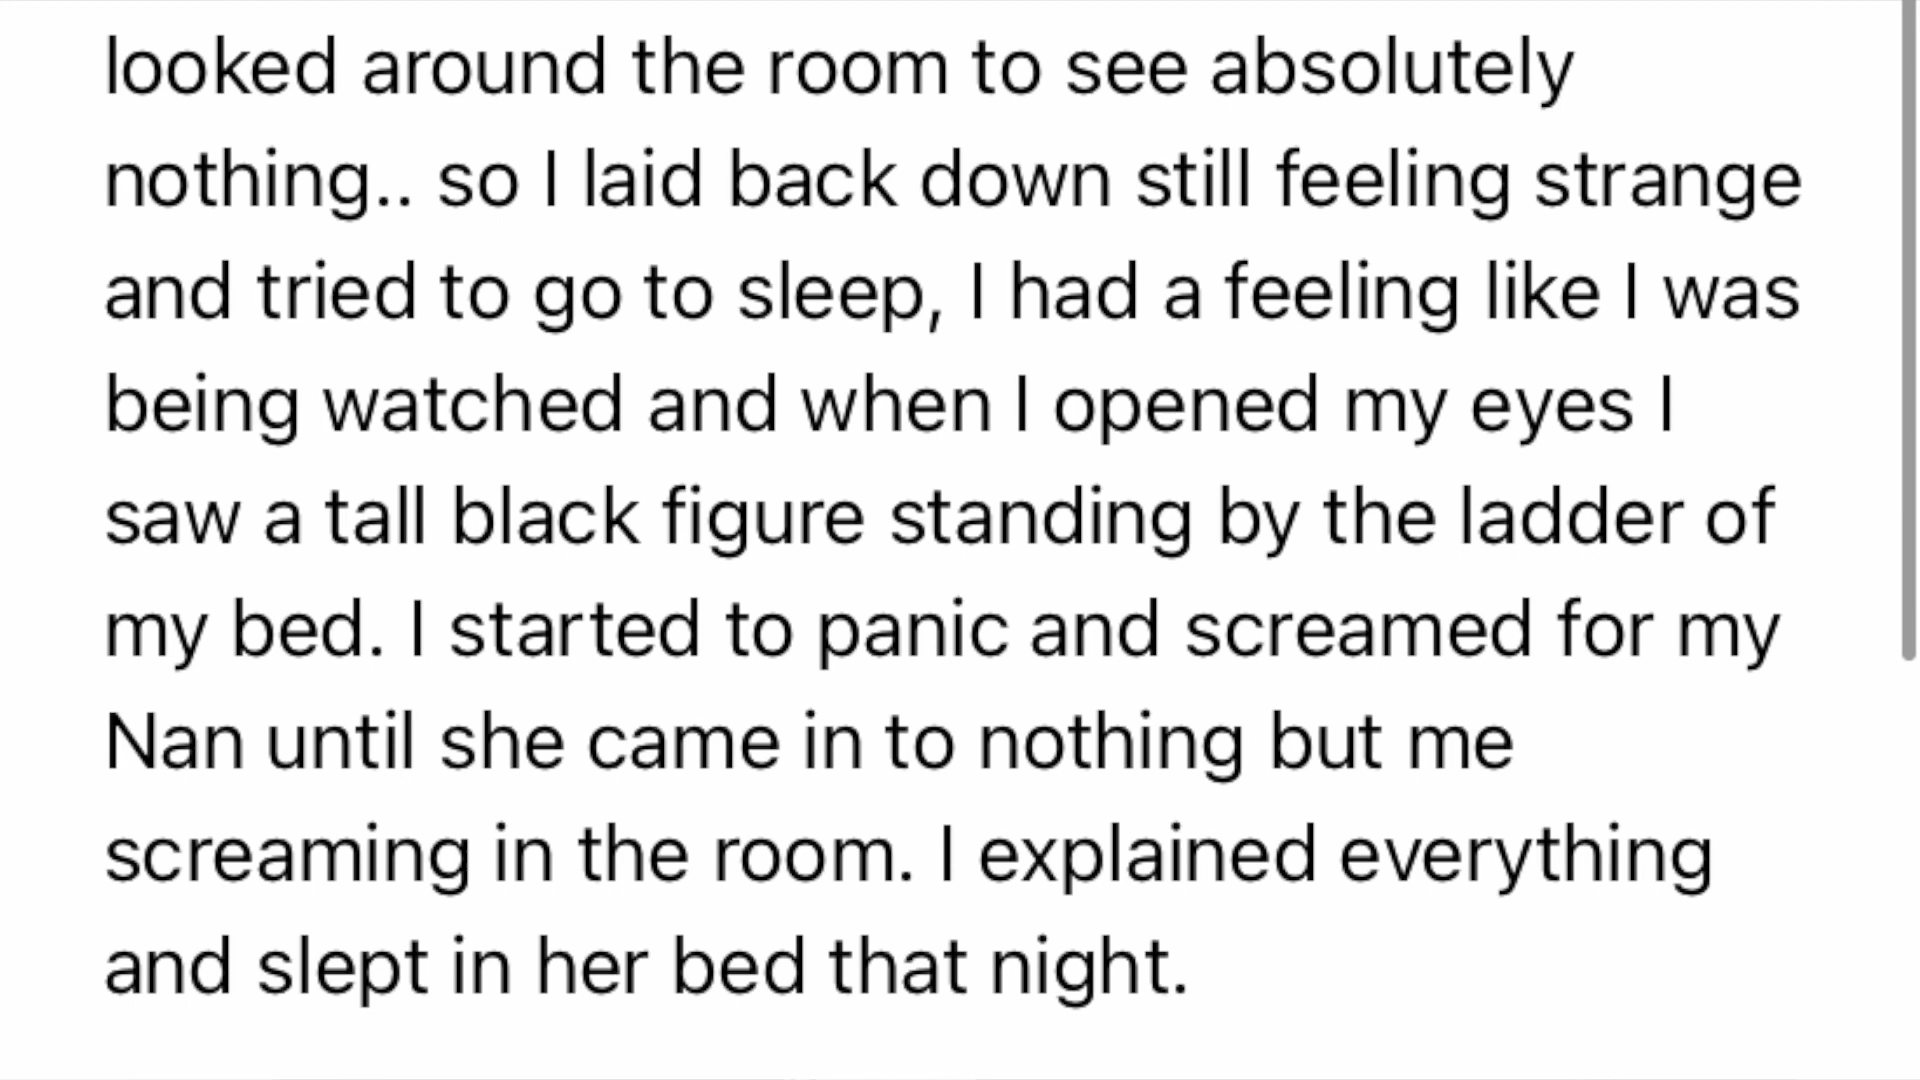 looked around the room to see absolutely
nothing.. so I laid back down still feeling strange
and tried to go to sleep, I had a feeling like I was
being watched and when I opened my eyes I
saw a tall black figure standing by the ladder of
my bed. I started to panic and screamed for my
Nan until she came in to nothing but me
screaming in the room. I explained everything
and slept in her bed that night.